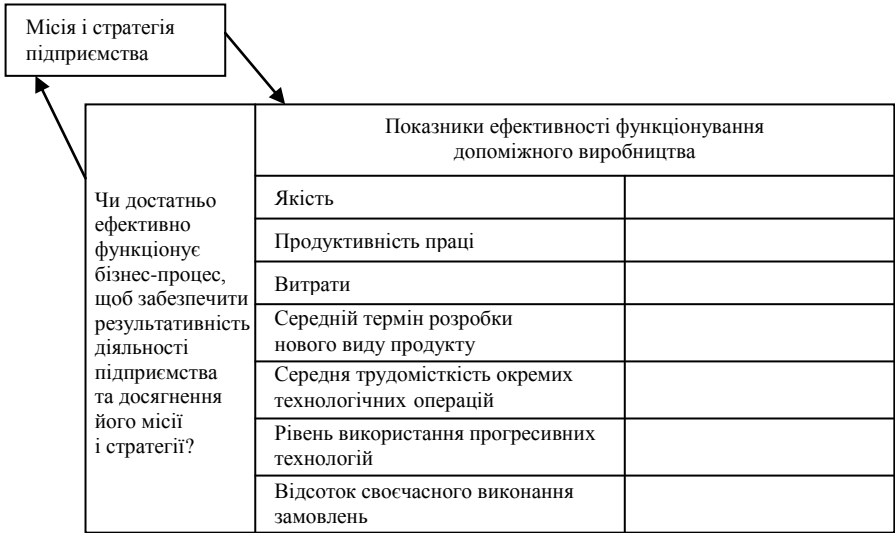 Місія і стратегія
підприємства
Показники ефективності функціонування
допоміжного виробництва
Чи достатньо
ефективно
функціонує
бізнес-процес,
щоб забезпечити
результативність
діяльності
підприємства
та досягнення
його місії
і стратегії?
Якість
Продуктивність праці
Витрати
Середній термін розробки
нового виду продукту
Середня трудомісткість окремих
технологічних операцій
Рівень використання прогресивних
технологій
Відсоток своєчасного виконання
замовлень